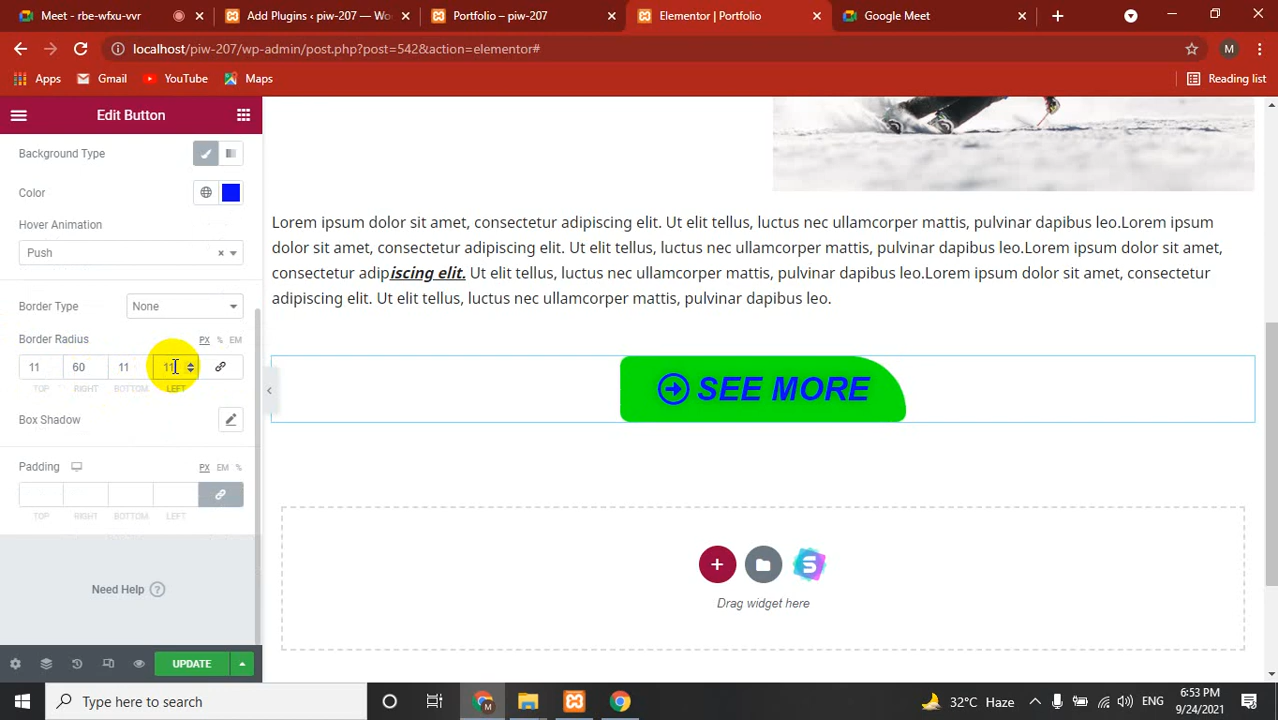 Meet - rbe-wfxu-vvr
Add Plugins ‹ piw-207 — Wo
Portfolio – piw-207
Elementor | Portfolio
Google Meet
localhost/piw-207/wp-admin/post.php?post=542&action=elementor#
M
Apps
Gmail
YouTube
Maps
Reading list
Edit Button
Background Type
Color
Hover Animation
Push
Border Type
None
Border Radius
PX % EM
11 60 11 11
TOP RIGHT BOTTOM LEFT
Box Shadow
Padding
PX EM %
TOP RIGHT BOTTOM LEFT
Need Help ?
UPDATE
Lorem ipsum dolor sit amet, consectetur adipiscing elit. Ut elit tellus, luctus nec ullamcorper mattis, pulvinar dapibus leo.Lorem ipsum
dolor sit amet, consectetur adipiscing elit. Ut elit tellus, luctus nec ullamcorper mattis, pulvinar dapibus leo.Lorem ipsum dolor sit amet,
consectetur adipiscing elit. Ut elit tellus, luctus nec ullamcorper mattis, pulvinar dapibus leo.Lorem ipsum dolor sit amet, consectetur
adipiscing elit. Ut elit tellus, luctus nec ullamcorper mattis, pulvinar dapibus leo.
SEE MORE
S
Drag widget here
Type here to search
M
32°C Haze
ENG
6:53 PM
9/24/2021